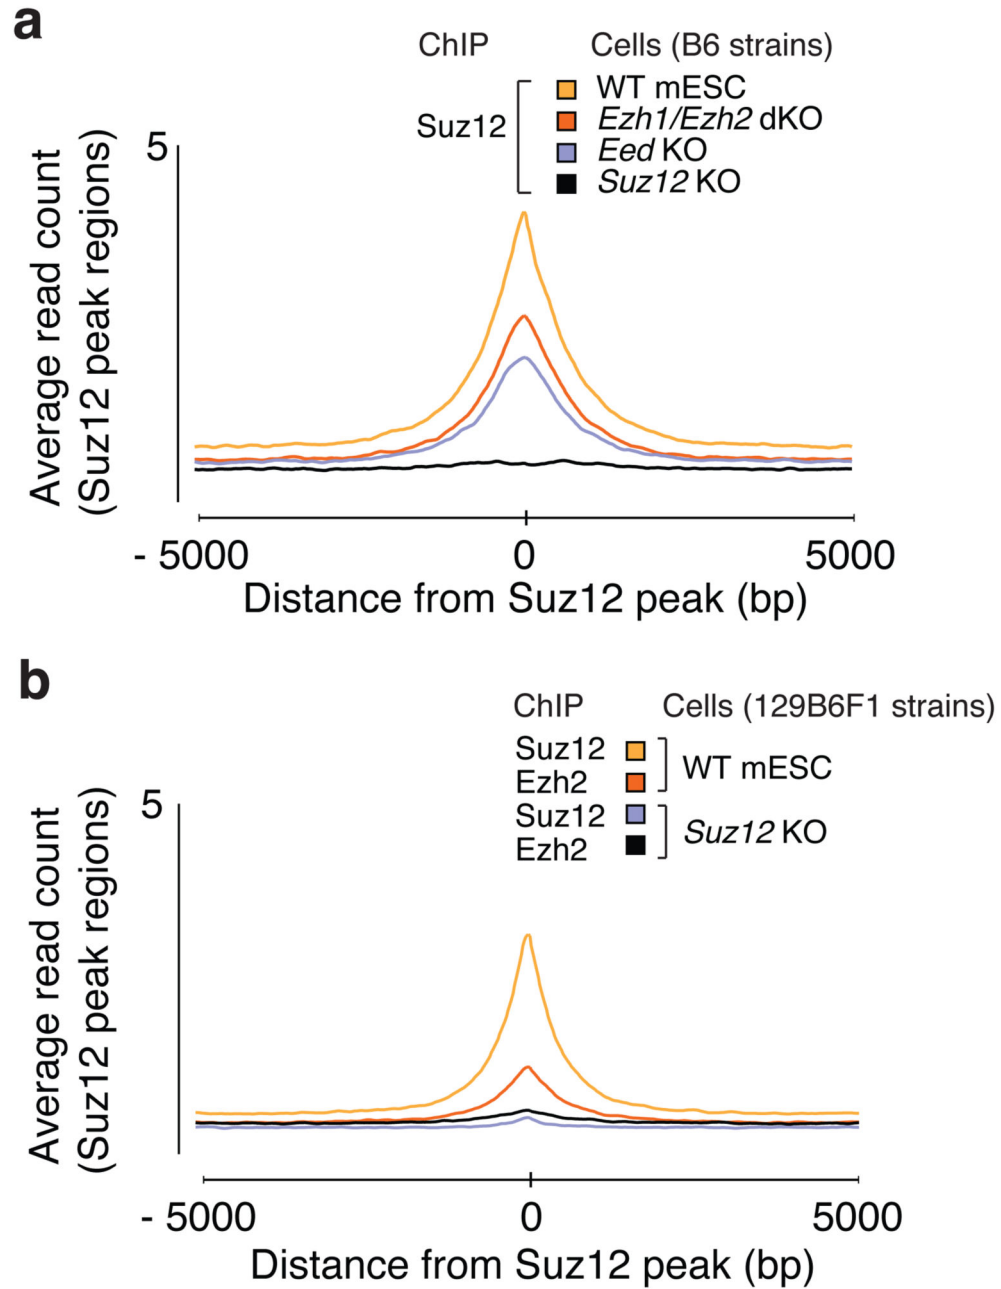 a
ChIP Cells (B6 strains)
WT mESC
Suz12 Ezh1/Ezh2 dKO
Eed KO
Suz12 KO
5
Average read count
(Suz12 peak regions)
- 5000 0 5000
Distance from Suz12 peak (bp)
b
ChIP Cells (129B6F1 strains)
Suz12
Ezh2 WT mESC
Suz12
Ezh2 Suz12 KO
5
Average read count
(Suz12 peak regions)
- 5000 0 5000
Distance from Suz12 peak (bp)